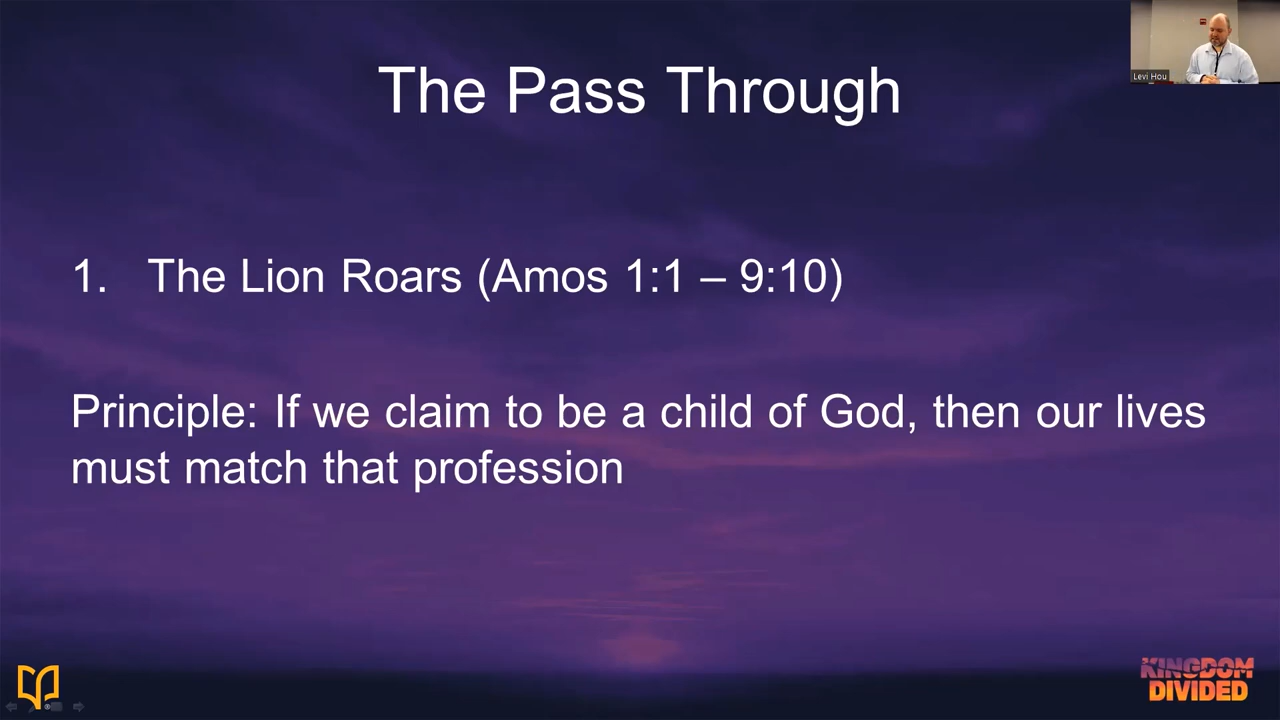 The Pass Through
Levi Hou
1. The Lion Roars (Amos 1:1 – 9:10)
Principle: If we claim to be a child of God, then our lives
must match that profession
KINGDOM
DIVIDED